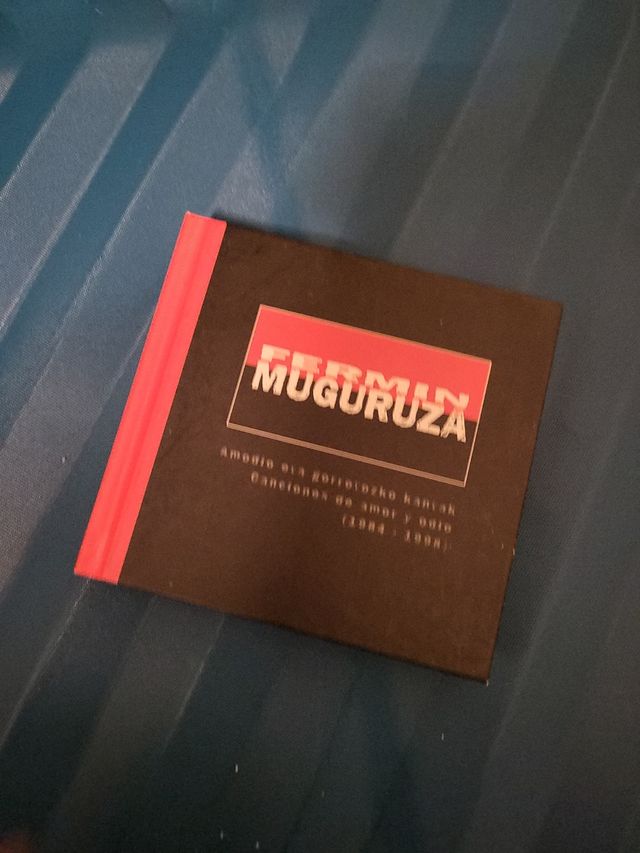 FERMIN
MUGURUZA
Amodio eta gorrotozko kantak
Canciones de amor y odio
(1984 - 1998)